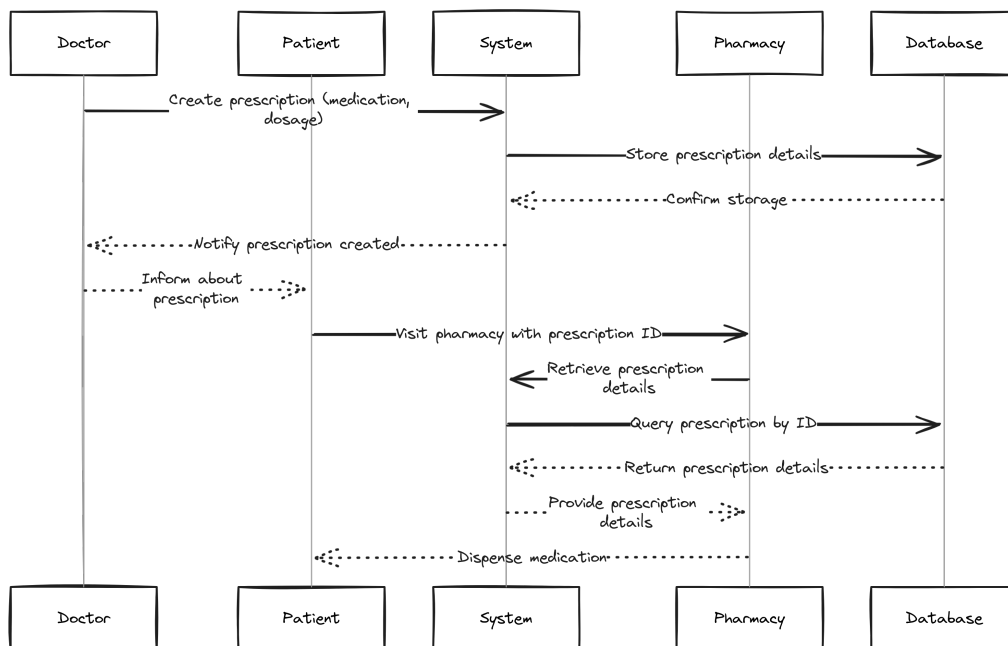 Doctor
Patient
System
Pharmacy
Database
Create prescription (medication,
dosage)
Store prescription details
Confirm storage
Notify prescription created
Inform about
prescription
Visit pharmacy with prescription ID
Retrieve prescription
details
Query prescription by ID
Return prescription details
Provide prescription
details
Dispense medication
Doctor
Patient
System
Pharmacy
Database